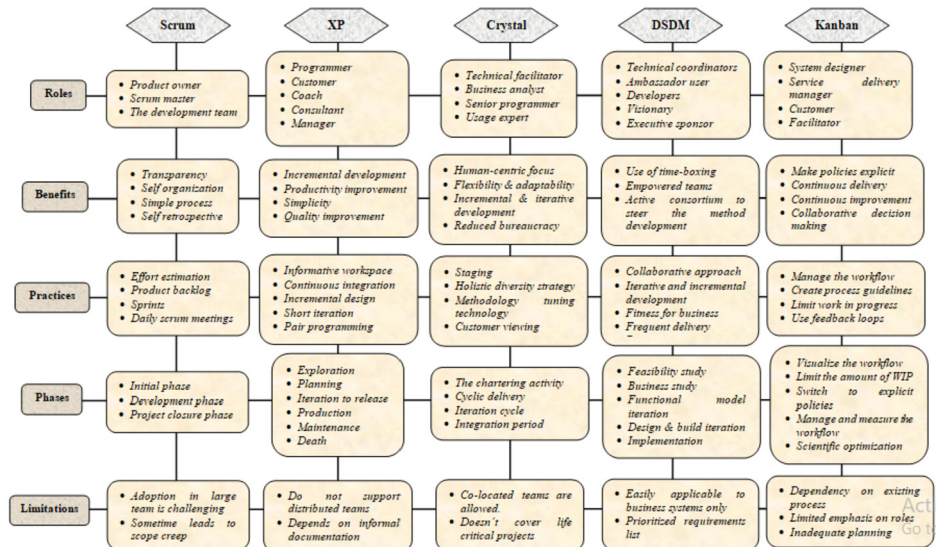 Scrum
XP
Crystal
DSDM
Kanban
Roles
• Product owner
• Scrum master
• The development team
• Programmer
• Customer
• Coach
• Consultant
• Manager
• Technical facilitator
• Business analyst
• Senior programmer
• Usage expert
• Technical coordinators
• Ambassador user
• Developers
• Visionary
• Executive sponsor
• System designer
• Service delivery
manager
• Customer
• Facilitator
Benefits
• Transparency
• Self organization
• Simple process
• Self retrospective
• Incremental development
• Productivity improvement
• Simplicity
• Quality improvement
• Human-centric focus
• Flexibility & adaptability
• Incremental & iterative
development
• Reduced bureaucracy
• Use of time-boxing
• Empowered teams
• Active consortium to
steer the method
development
• Make policies explicit
• Continuous delivery
• Continuous improvement
• Collaborative decision
making
Practices
• Effort estimation
• Product backlog
• Sprints
• Daily scrum meetings
• Informative workspace
• Continuous integration
• Incremental design
• Short iteration
• Pair programming
• Staging
• Holistic diversity strategy
• Methodology tuning
technology
• Customer viewing
• Collaborative approach
• Iterative and incremental
development
• Fitness for business
• Frequent delivery
• Manage the workflow
• Create process guidelines
• Limit work in progress
• Use feedback loops
Phases
• Initial phase
• Development phase
• Project closure phase
• Exploration
• Planning
• Iteration to release
• Production
• Maintenance
• Death
• The chartering activity
• Cyclic delivery
• Iteration cycle
• Integration period
• Feasibility study
• Business study
• Functional model
iteration
• Design & build iteration
• Implementation
• Visualize the workflow
• Limit the amount of WIP
• Switch to explicit
policies
• Manage and measure the
workflow
• Scientific optimization
Limitations
• Adoption in large
team is challenging
• Sometime leads to
scope creep
• Do not support
distributed teams
• Depends on informal
documentation
• Co-located teams are
allowed.
• Doesn't cover life
critical projects
• Easily applicable to
business systems only
• Prioritized requirements
list
• Dependency on existing
process
• Limited emphasis on roles
• Inadequate planning
Go to